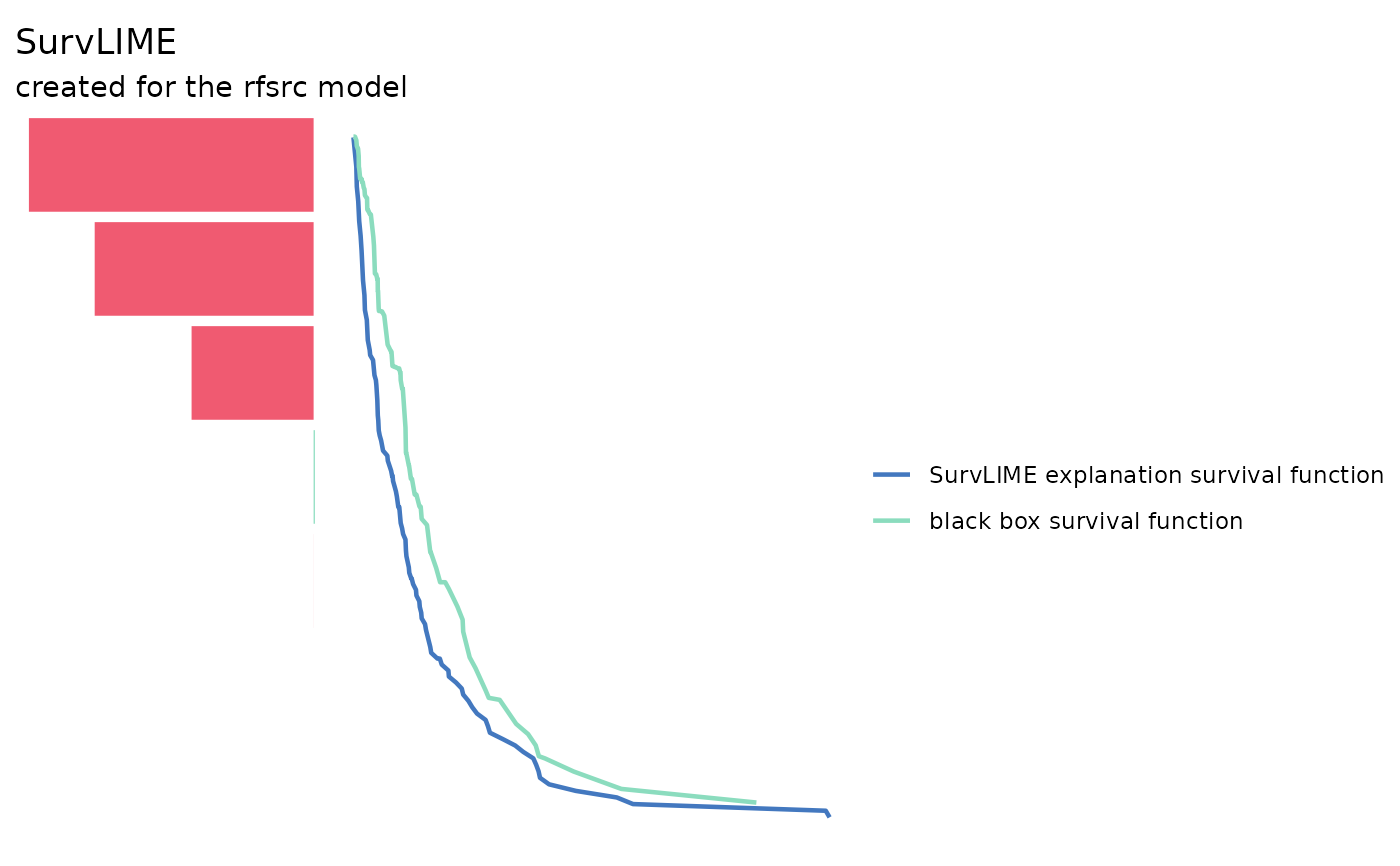 SurvLIME
created for the rfsrc model
SurvLIME explanation survival function
black box survival function